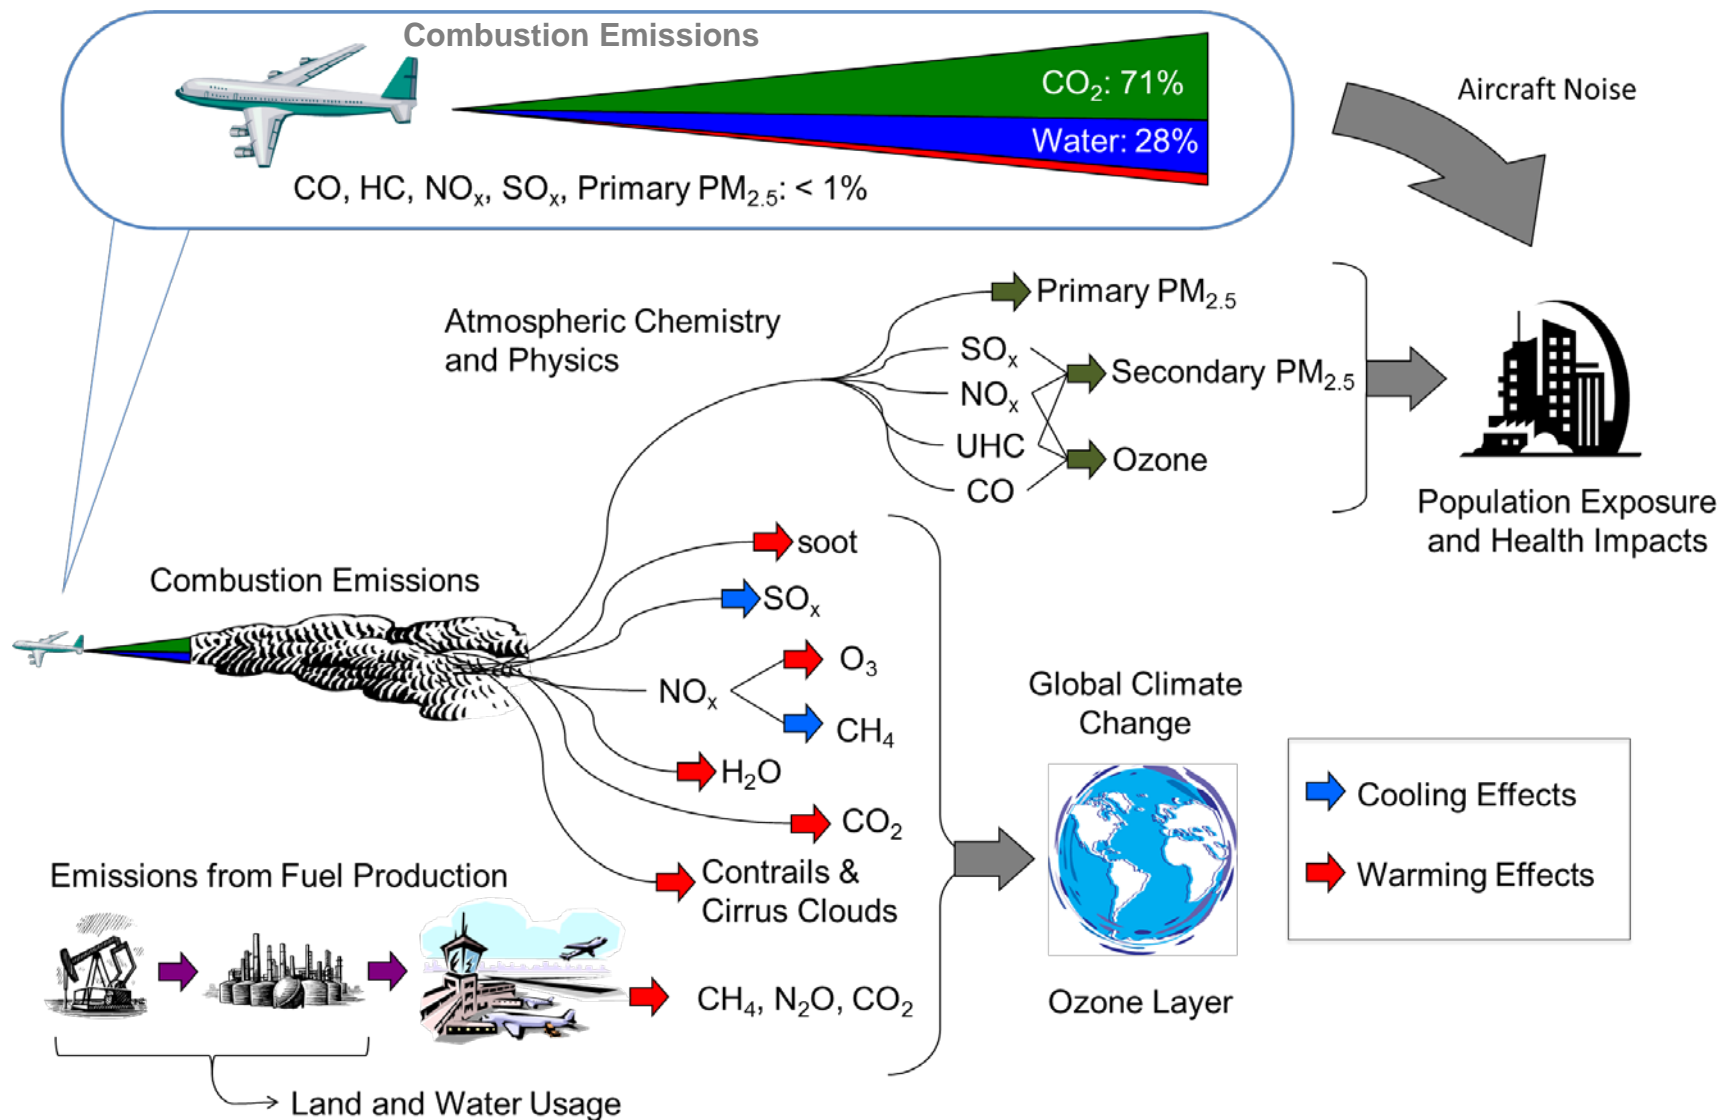 Combustion Emissions
CO₂: 71%
Water: 28%
CO, HC, NOₓ, SOₓ, Primary PM₂.₅: < 1%
Aircraft Noise
Atmospheric Chemistry
and Physics
Primary PM₂.₅
SOₓ
NOₓ
UHC
CO
Secondary PM₂.₅
Ozone
Population Exposure
and Health Impacts
Combustion Emissions
soot
SOₓ
NOₓ
O₃
CH₄
H₂O
CO₂
Contrails &
Cirrus Clouds
Global Climate
Change
Ozone Layer
Cooling Effects
Warming Effects
Emissions from Fuel Production
CH₄, N₂O, CO₂
Land and Water Usage